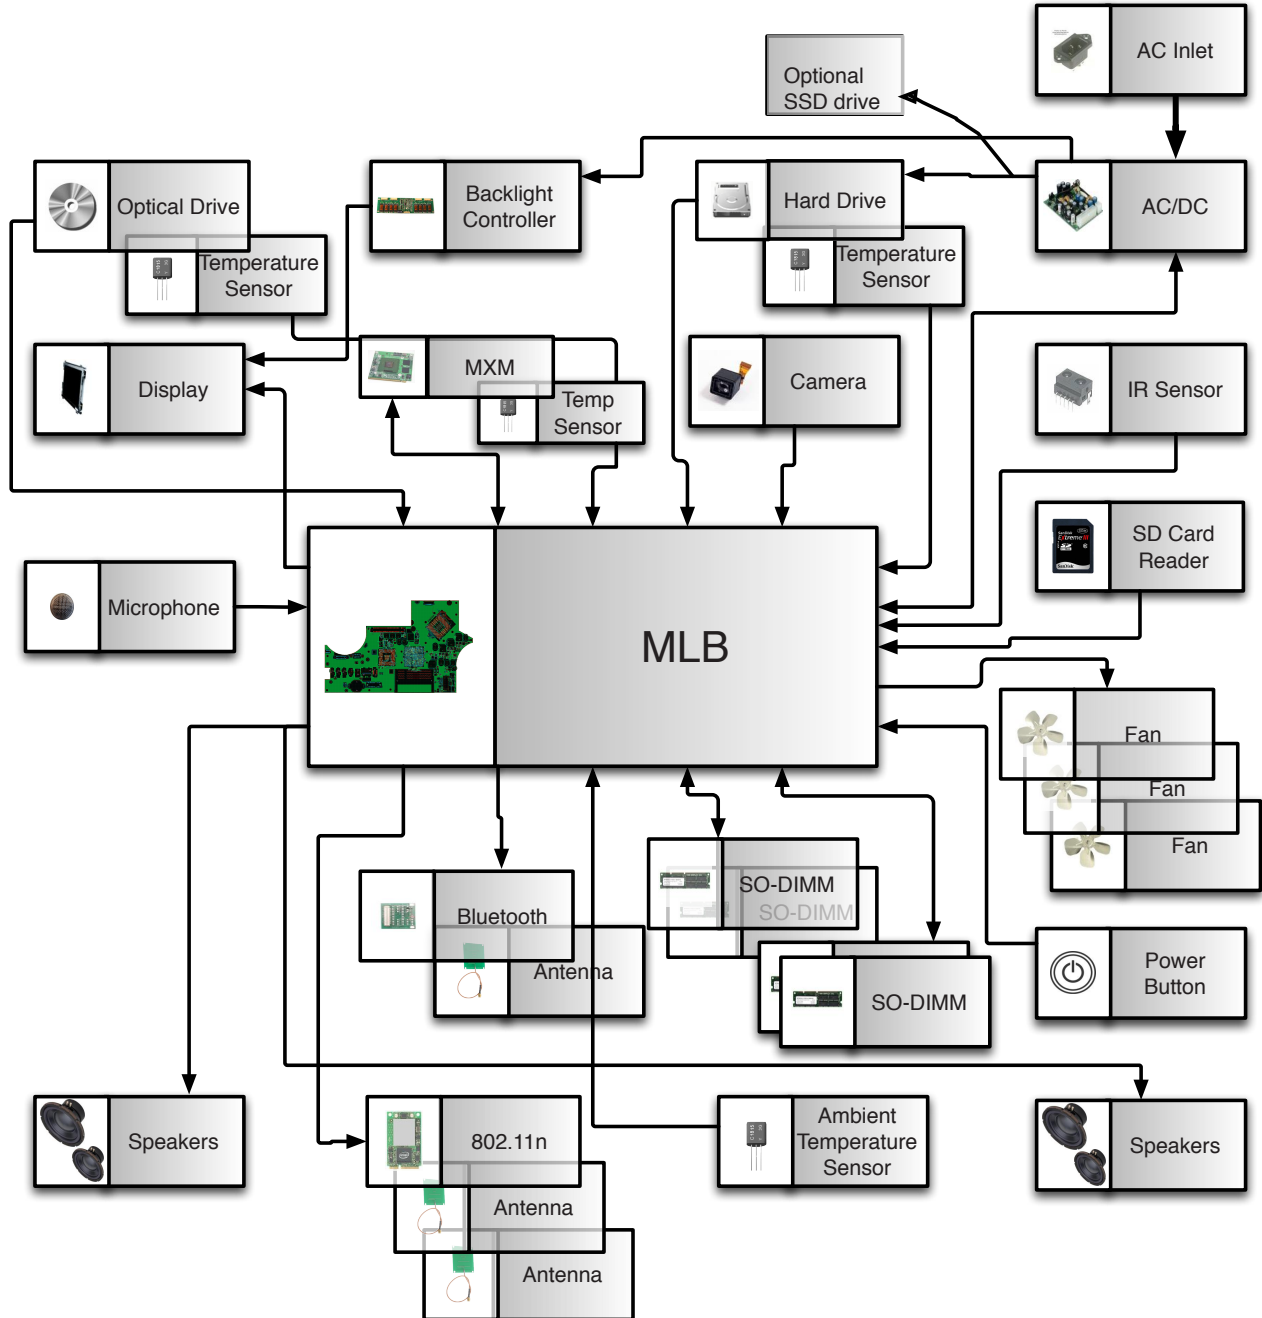 AC Inlet
Optional
SSD drive
Optical Drive
Backlight
Controller
Hard Drive
AC/DC
Temperature
Sensor
Temperature
Sensor
MXM
Display
Temp
Sensor
Camera
IR Sensor
SD Card
Reader
Microphone
MLB
Fan
Fan
Fan
SO-DIMM
SO-DIMM
Bluetooth
Antenna
SO-DIMM
Power
Button
Speakers
802.11n
Ambient
Temperature
Sensor
Speakers
Antenna
Antenna